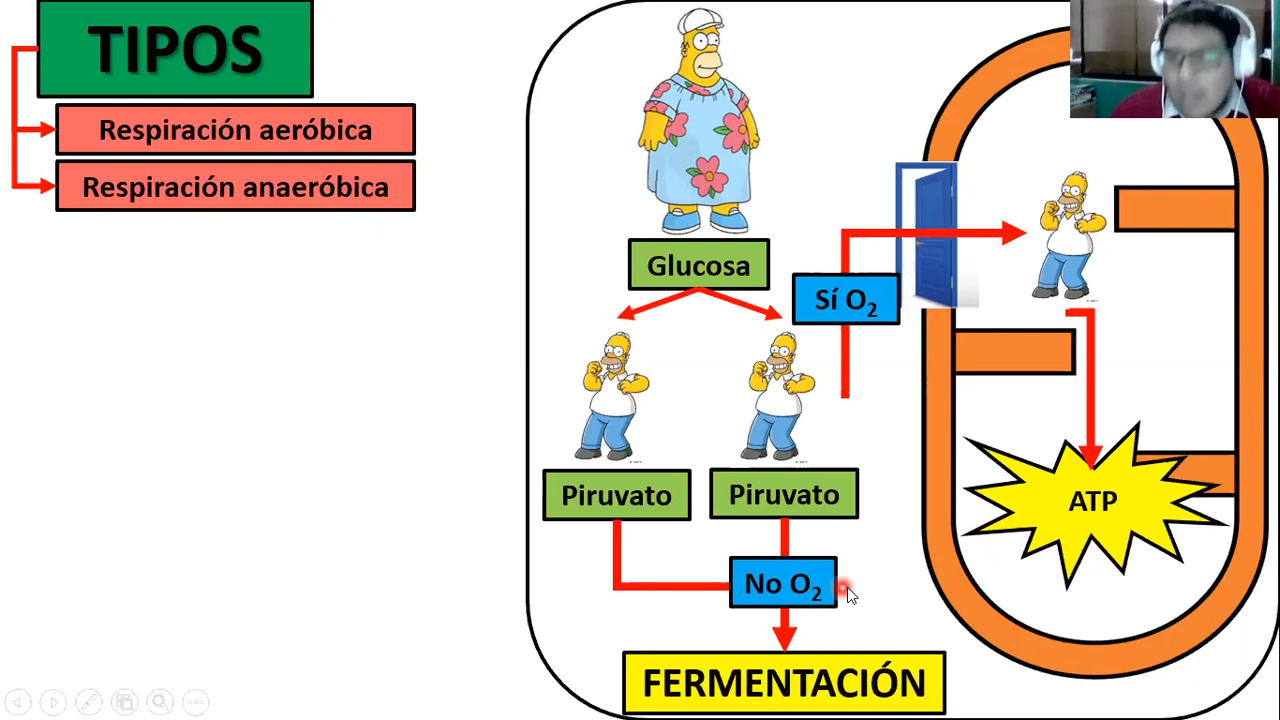 TIPOS
Respiración aeróbica
Respiración anaeróbica
Glucosa
Sí O₂
Piruvato
Piruvato
No O₂
FERMENTACIÓN
ATP